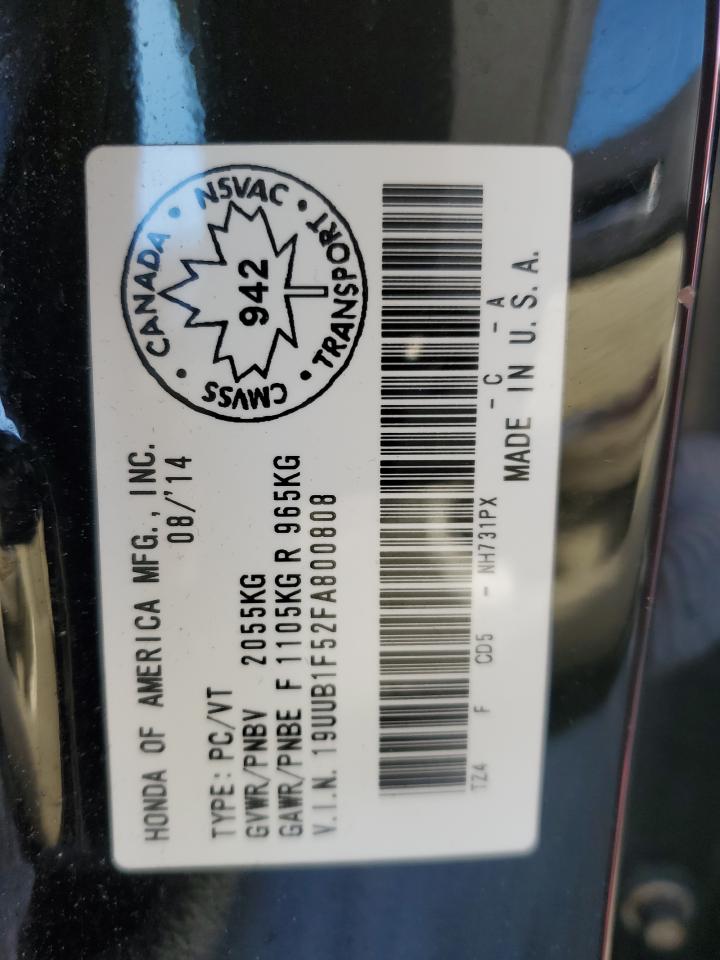 HONDA OF AMERICA MFG., INC.
08/'14
TYPE: PC/VT
GVWR/PNBV 2055KG
GAWR/PNBE F 1105KG R 965KG
V.I.N. 19UUB1F52FA800808
CANADA • NSVAC • TRANSPORT • CMVSS •
942
TZ4 F CD5 - NH731PX - C - A
MADE IN U.S.A.